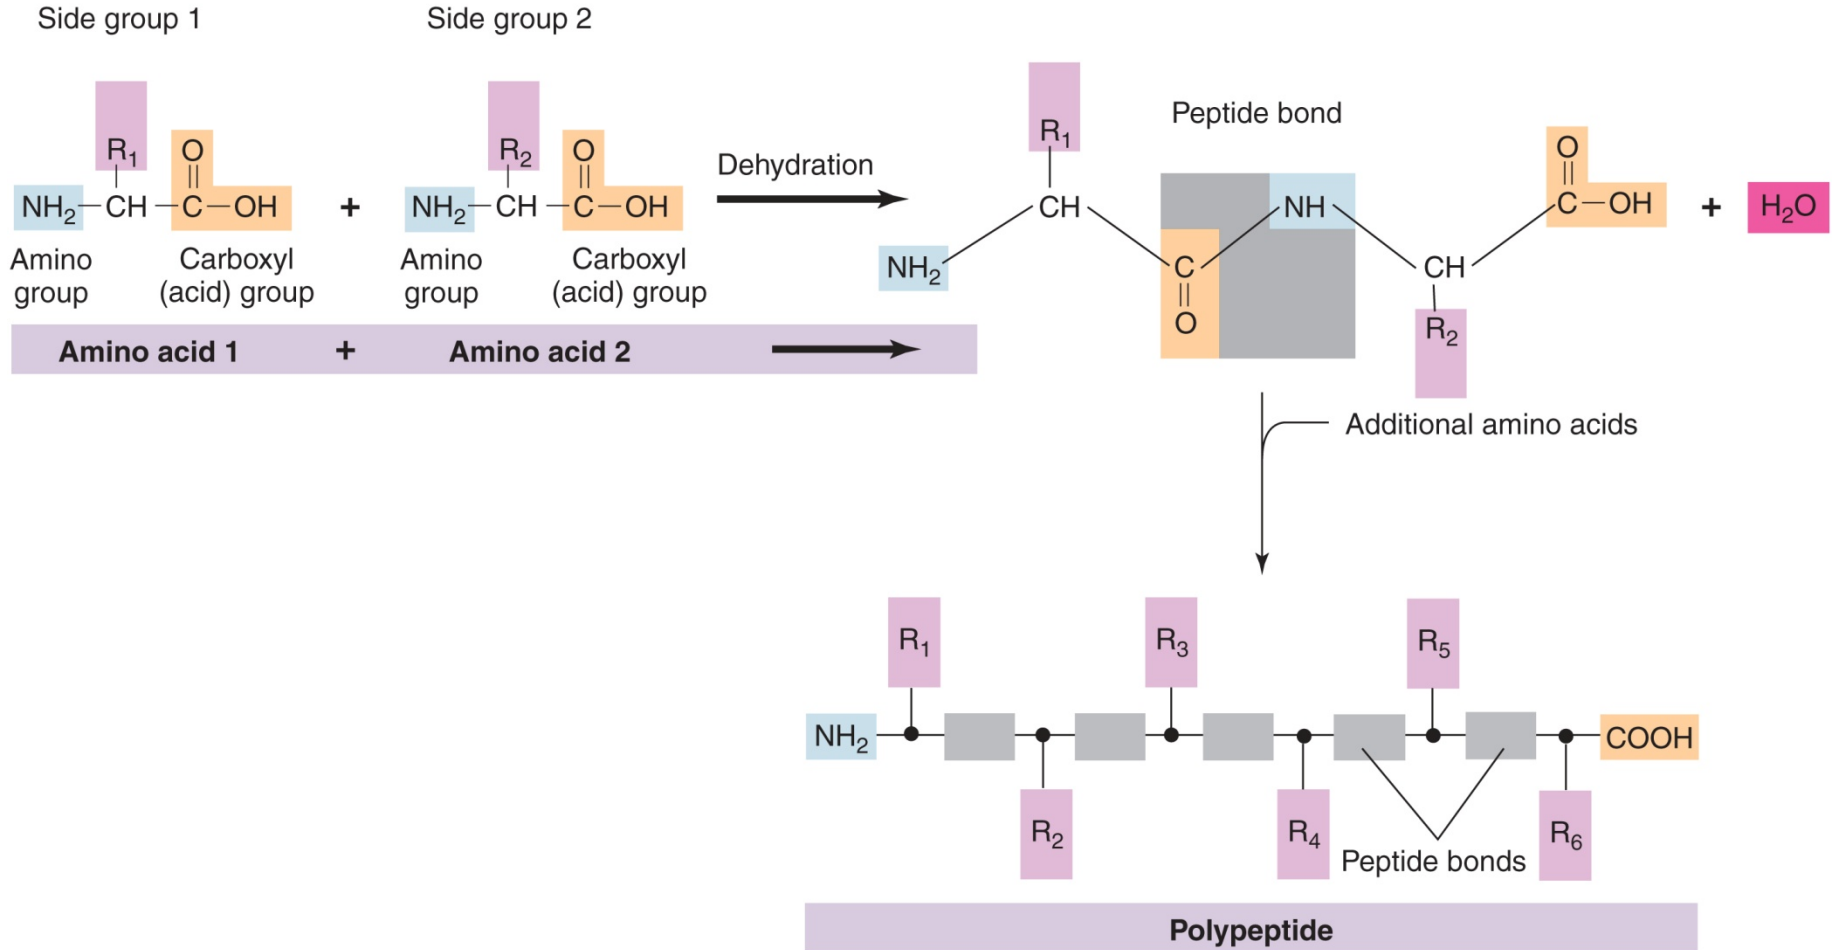 Side group 1
Side group 2
R₁
O
NH₂ CH C OH
Amino group
Carboxyl (acid) group
+
R₂
O
NH₂ CH C OH
Amino group
Carboxyl (acid) group
Dehydration
Amino acid 1 + Amino acid 2
Peptide bond
R₁
CH
NH₂
C
O
NH
CH
R₂
O
C OH
+
H₂O
Additional amino acids
R₁
R₃
R₅
NH₂
COOH
R₂
R₄
R₆
Peptide bonds
Polypeptide